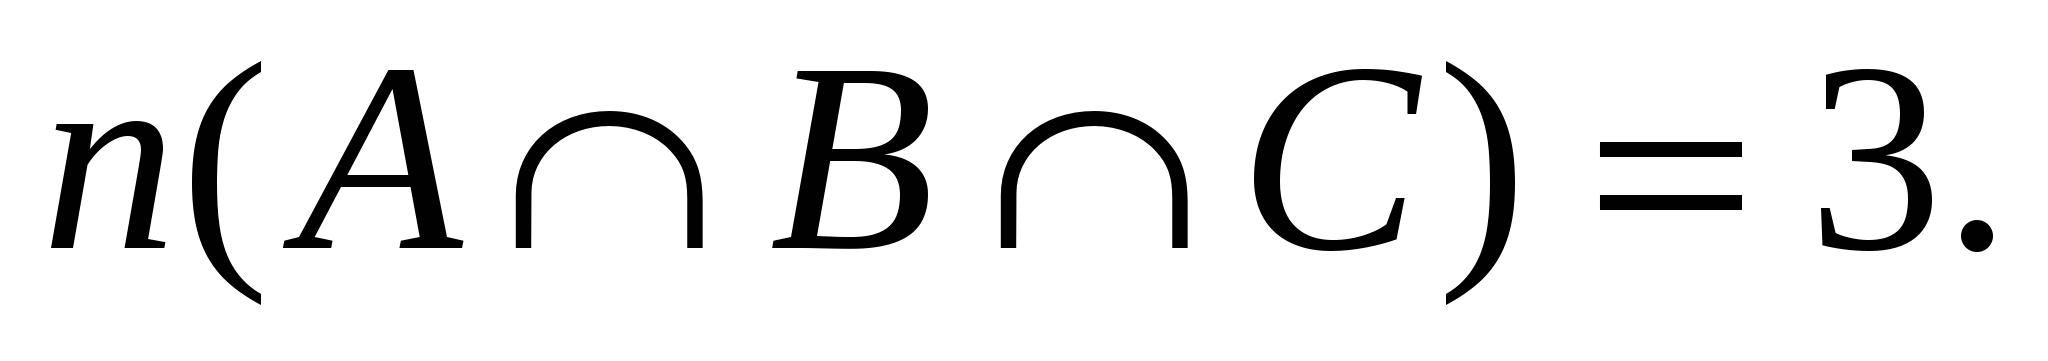 n(A ∩ B ∩ C) = 3.